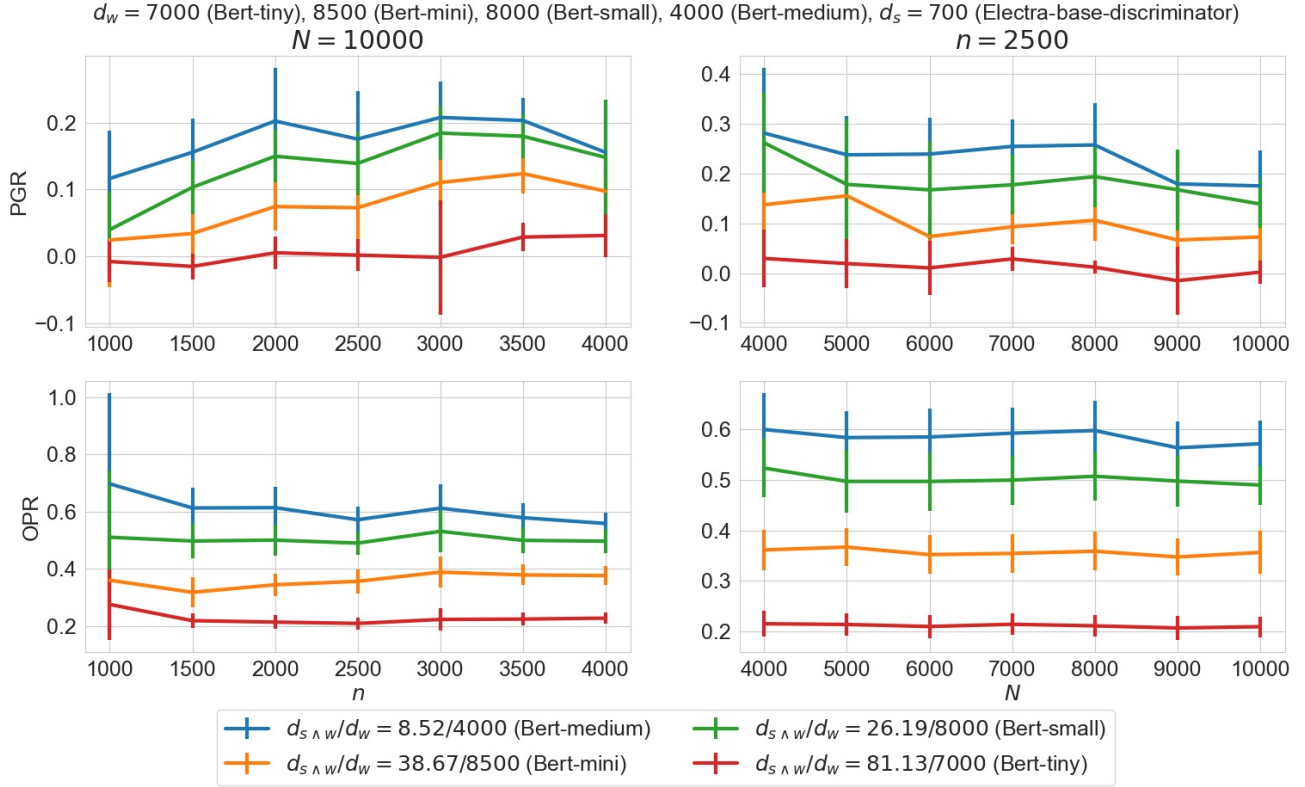 d_w = 7000 (Bert-tiny), 8500 (Bert-mini), 8000 (Bert-small), 4000 (Bert-medium), d_s = 700 (Electra-base-discriminator)
N = 10000
n = 2500
PGR
0.2
0.1
0.0
−0.1
1000 1500 2000 2500 3000 3500 4000
0.4
0.3
0.2
0.1
0.0
−0.1
4000 5000 6000 7000 8000 9000 10000
OPR
1.0
0.8
0.6
0.4
0.2
1000 1500 2000 2500 3000 3500 4000
n
0.6
0.5
0.4
0.3
0.2
4000 5000 6000 7000 8000 9000 10000
N
d_{s∧w}/d_w = 8.52/4000 (Bert-medium)
d_{s∧w}/d_w = 38.67/8500 (Bert-mini)
d_{s∧w}/d_w = 26.19/8000 (Bert-small)
d_{s∧w}/d_w = 81.13/7000 (Bert-tiny)